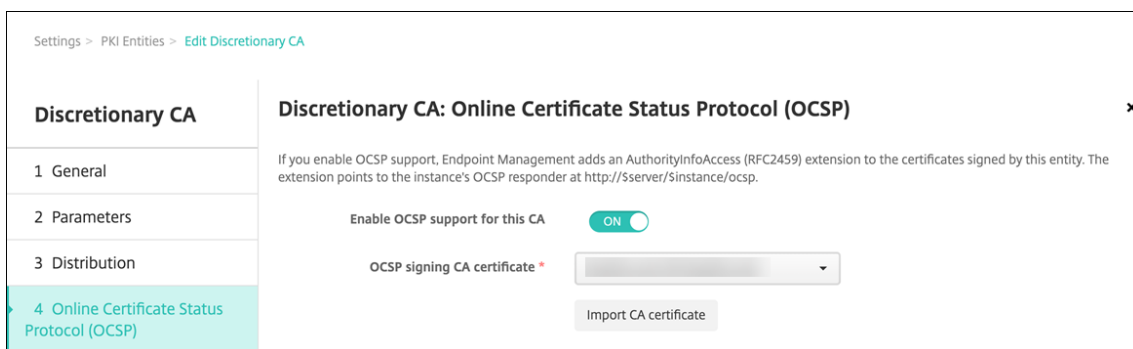 Settings > PKI Entities > Edit Discretionary CA
Discretionary CA
1 General
2 Parameters
3 Distribution
4 Online Certificate Status
Protocol (OCSP)
Discretionary CA: Online Certificate Status Protocol (OCSP)
If you enable OCSP support, Endpoint Management adds an AuthorityInfoAccess (RFC2459) extension to the certificates signed by this entity. The
extension points to the instance's OCSP responder at http://$server/$instance/ocsp.
Enable OCSP support for this CA
ON
OCSP signing CA certificate *
Import CA certificate